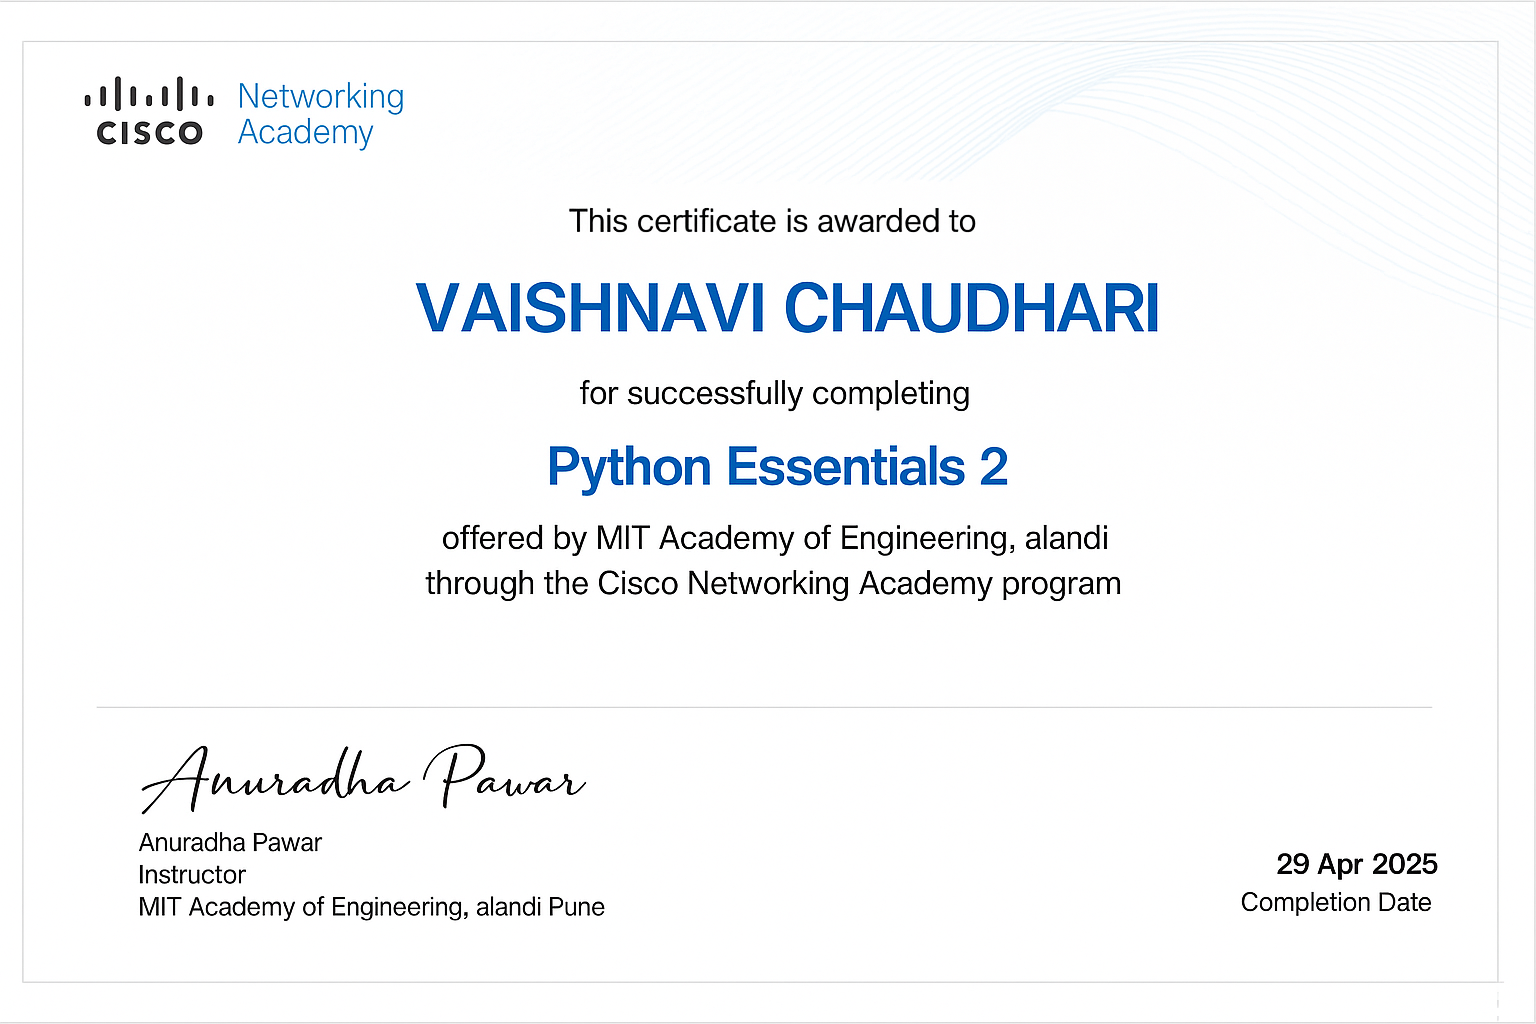 CISCO
Networking
Academy
This certificate is awarded to
VAISHNAVI CHAUDHARI
for successfully completing
Python Essentials 2
offered by MIT Academy of Engineering, alandi
through the Cisco Networking Academy program
Anuradha Pawar
Anuradha Pawar
Instructor
MIT Academy of Engineering, alandi Pune
29 Apr 2025
Completion Date